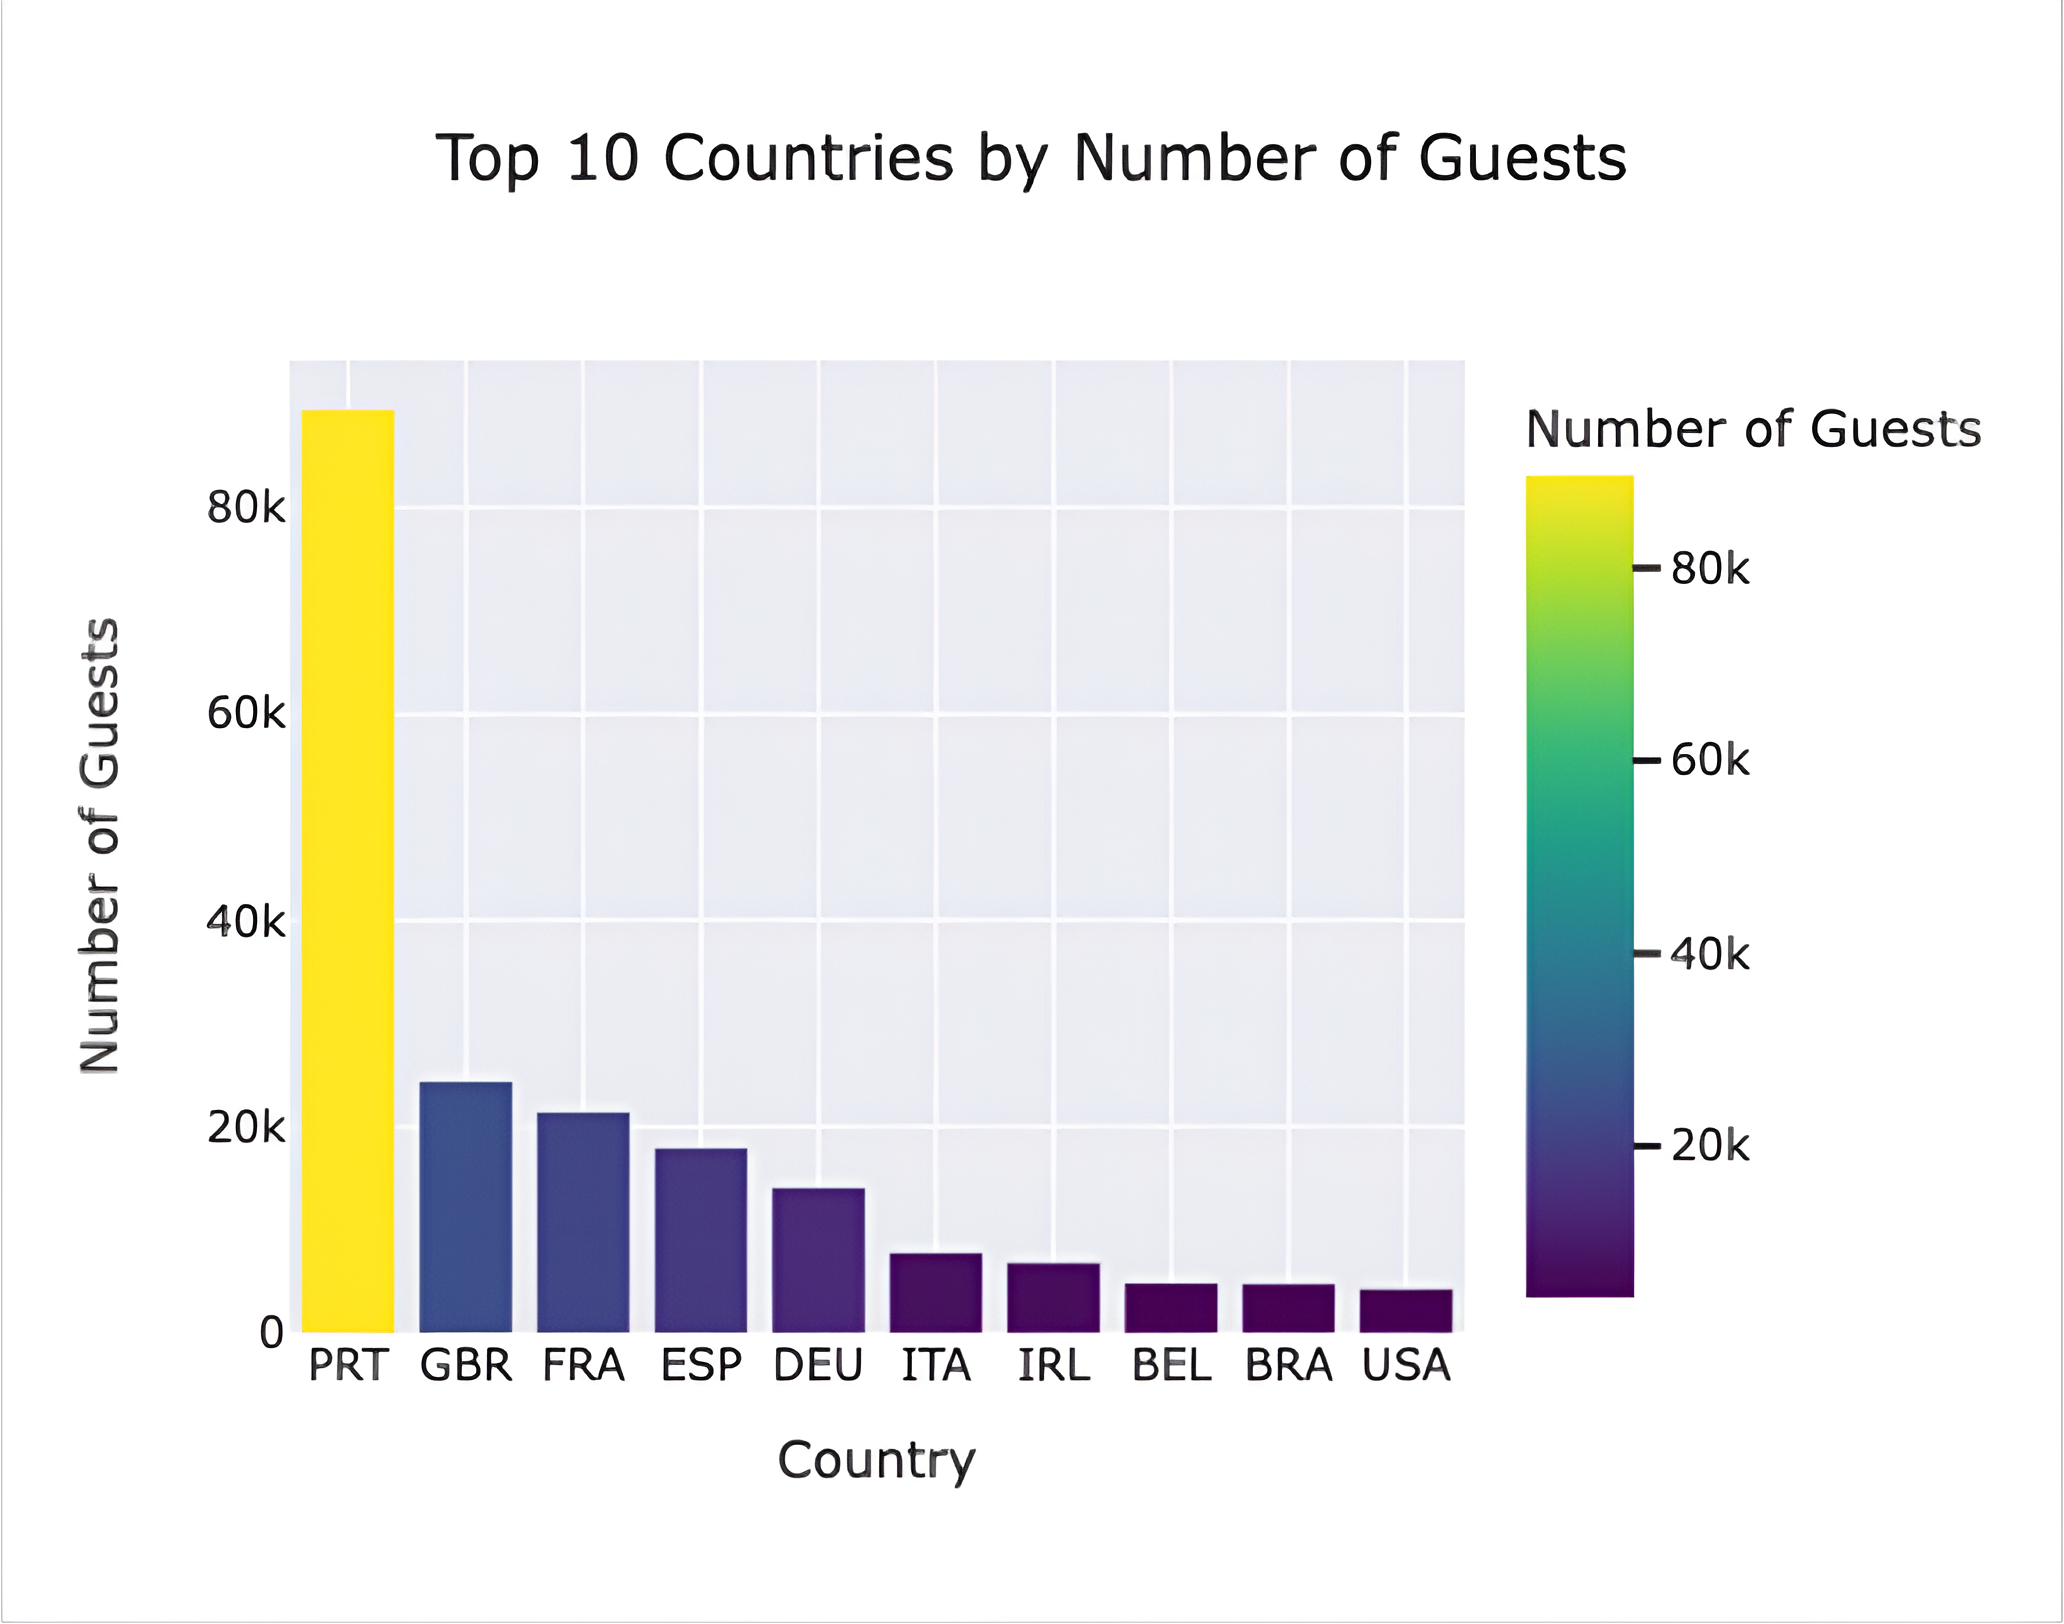 Top 10 Countries by Number of Guests
Number of Guests
80k
60k
40k
20k
0
PRT GBR FRA ESP DEU ITA IRL BEL BRA USA
Country
Number of Guests
80k
60k
40k
20k